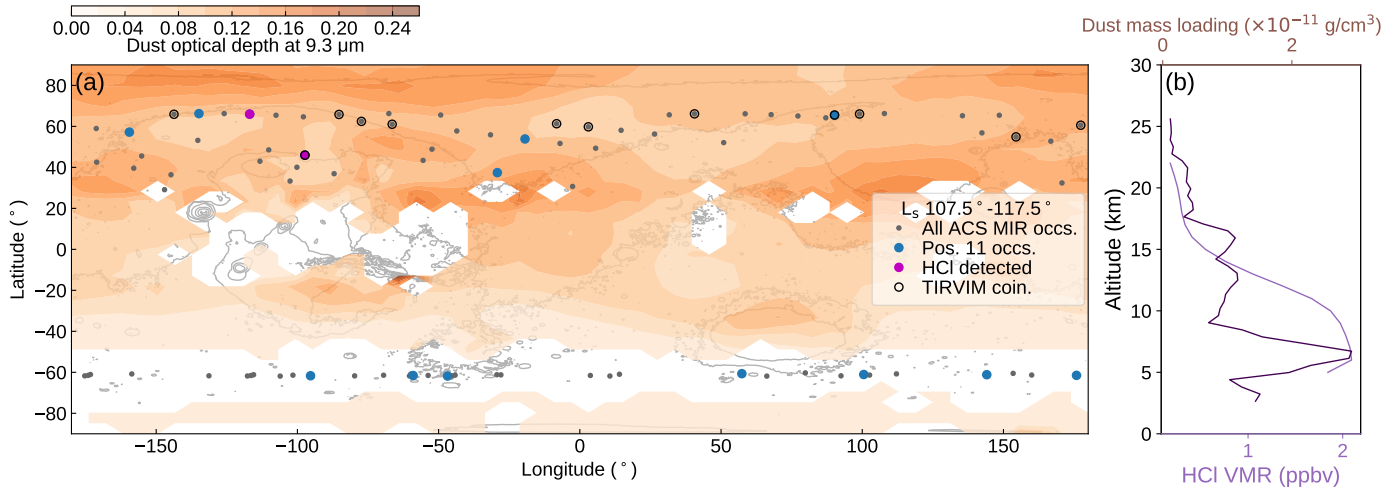 0.00 0.04 0.08 0.12 0.16 0.20 0.24
Dust optical depth at 9.3 μm
Dust mass loading (×10⁻¹¹ g/cm³)
0 2
(a)
80
60
40
20
0
−20
−40
−60
−80
Latitude (°)
Lₛ 107.5° -117.5°
All ACS MIR occs.
Pos. 11 occs.
HCl detected
TIRVIM coin.
−150 −100 −50 0 50 100 150
Longitude (°)
(b)
30
25
20
15
10
5
0
Altitude (km)
1 2
HCl VMR (ppbv)